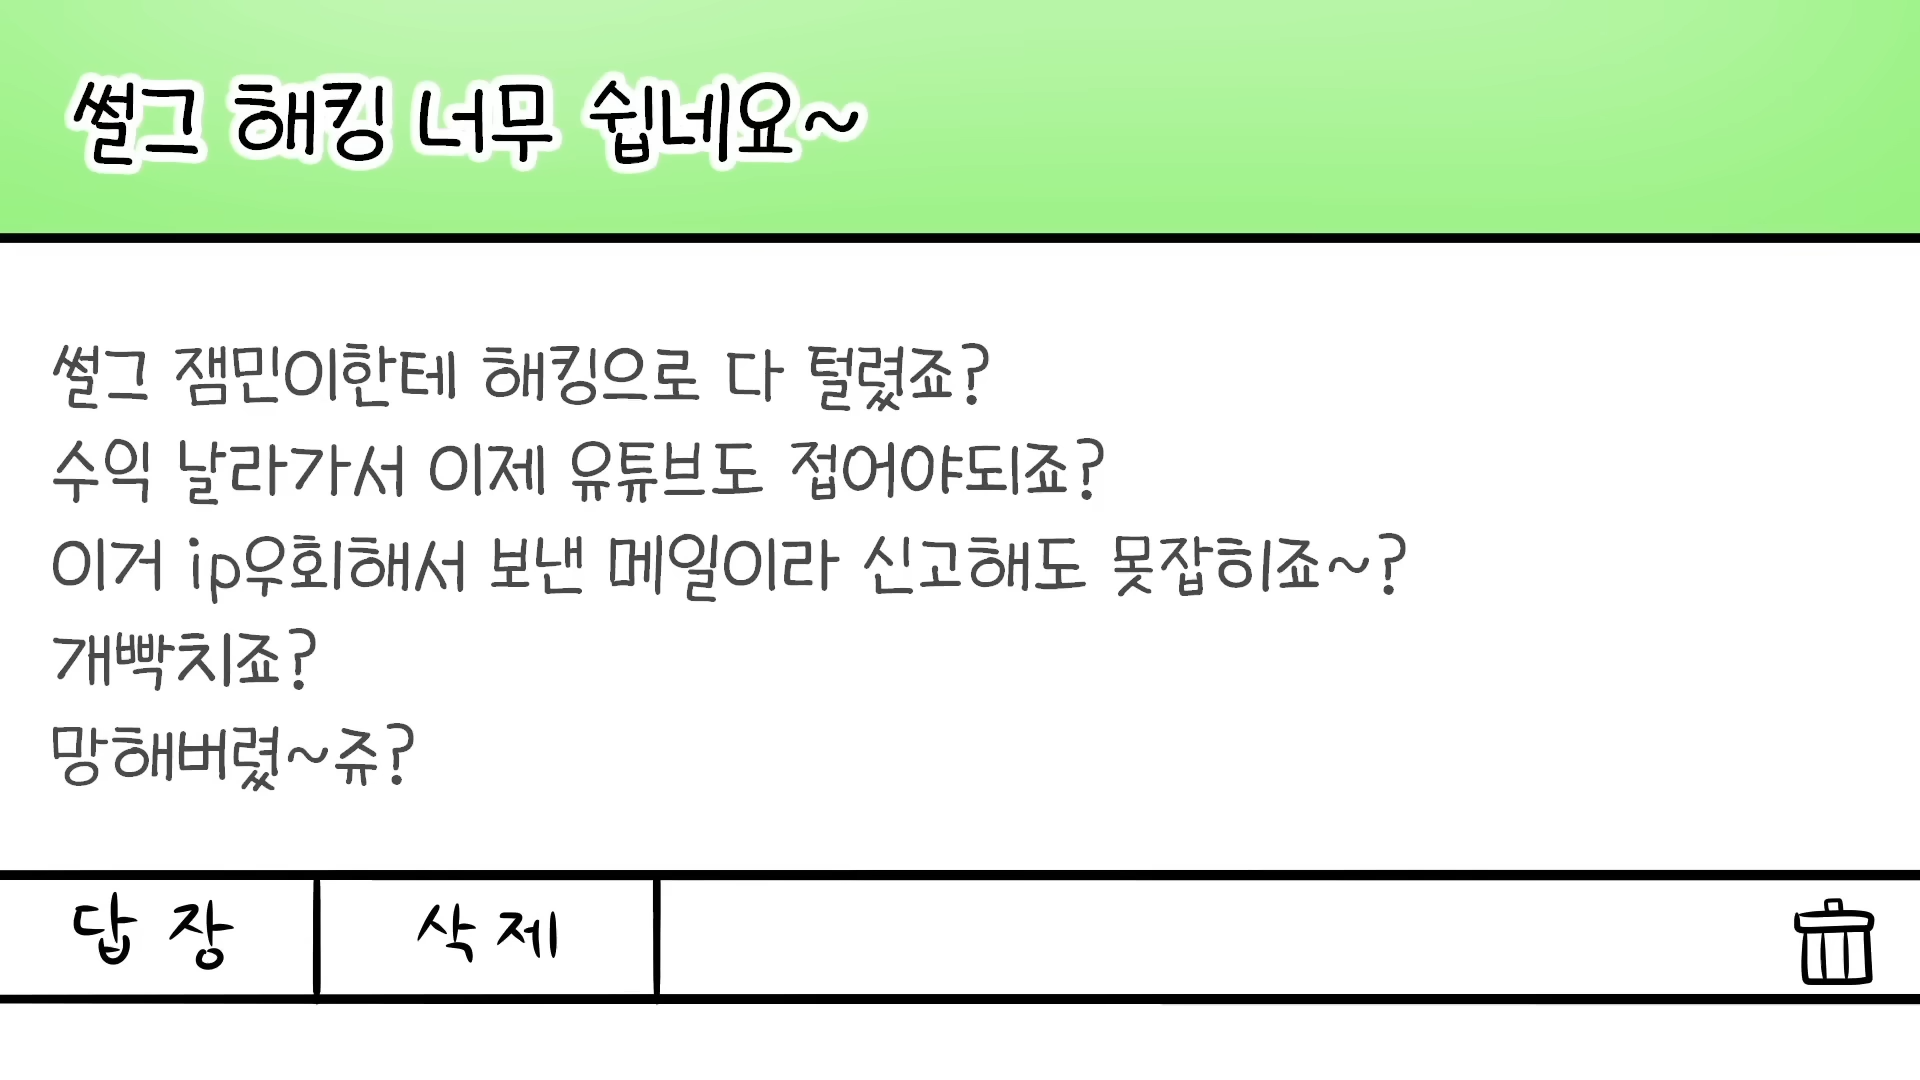 썰그 해킹 너무 쉽네요~
썰그 잼민이한테 해킹으로 다 털렸죠?
수익 날라가서 이제 유튜브도 접어야되죠?
이거 ip우회해서 보낸 메일이라 신고해도 못잡히죠~?
개빡치죠?
망해버렸~쥬?
답장 삭제